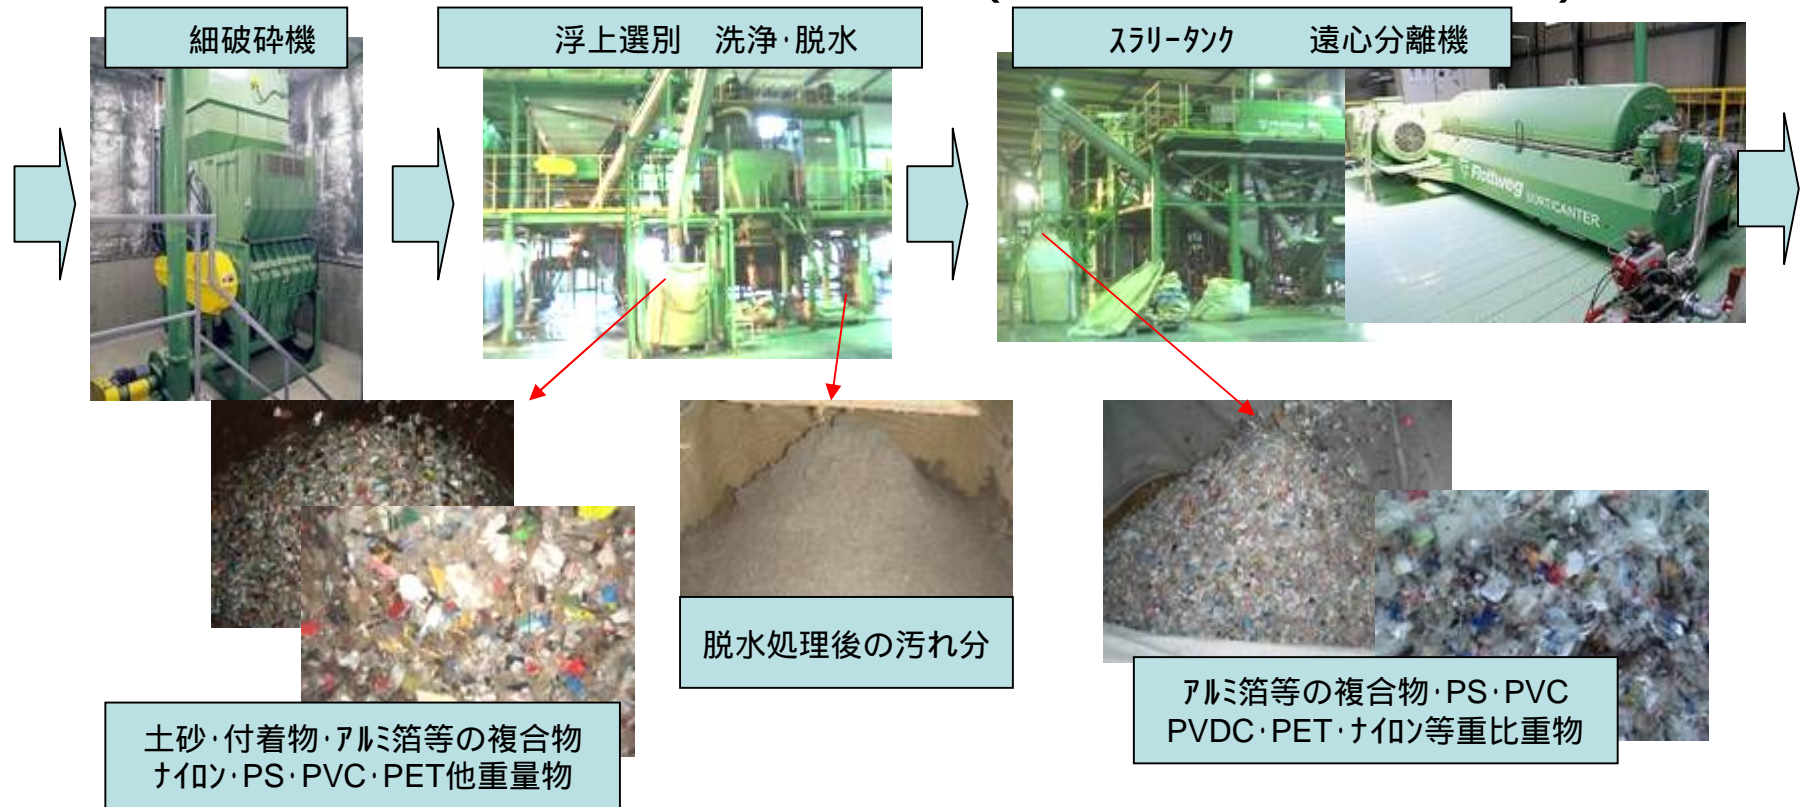 細破砕機
浮上選別　洗浄･脱水
ｽﾗﾘｰﾀﾝｸ　　遠心分離機
Flottweg SORTICANTER
脱水処理後の汚れ分
土砂･付着物･ｱﾙﾐ箔等の複合物
ﾅｲﾛﾝ･PS･PVC･PET他重量物
ｱﾙﾐ箔等の複合物･PS･PVC
PVDC･PET･ﾅｲﾛﾝ等重比重物